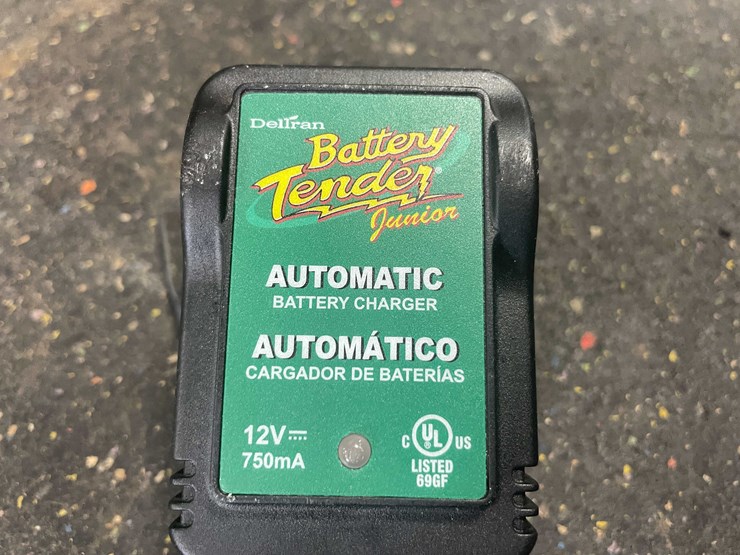 Deltran
Battery
Tender®
Junior
AUTOMATIC
BATTERY CHARGER
AUTOMÁTICO
CARGADOR DE BATERÍAS
12V⎓
750mA
C UL® US
LISTED
69GF